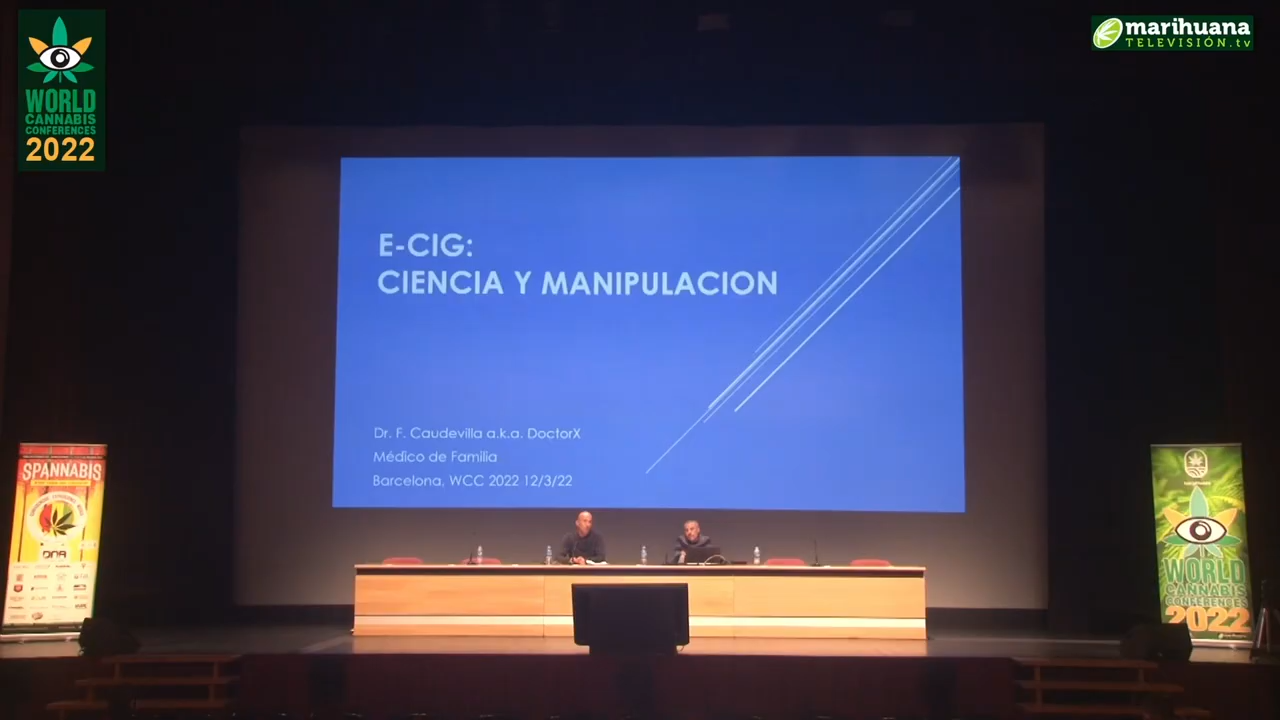 WORLD
CANNABIS
CONFERENCES
2022
marihuana
TELEVISIÓN.tv
E-CIG:
CIENCIA Y MANIPULACION
Dr. F. Caudevilla a.k.a. DoctorX
Médico de Familia
Barcelona, WCC 2022 12/3/22
SPANNABIS
DNA
WORLD
CANNABIS
CONFERENCES
2022